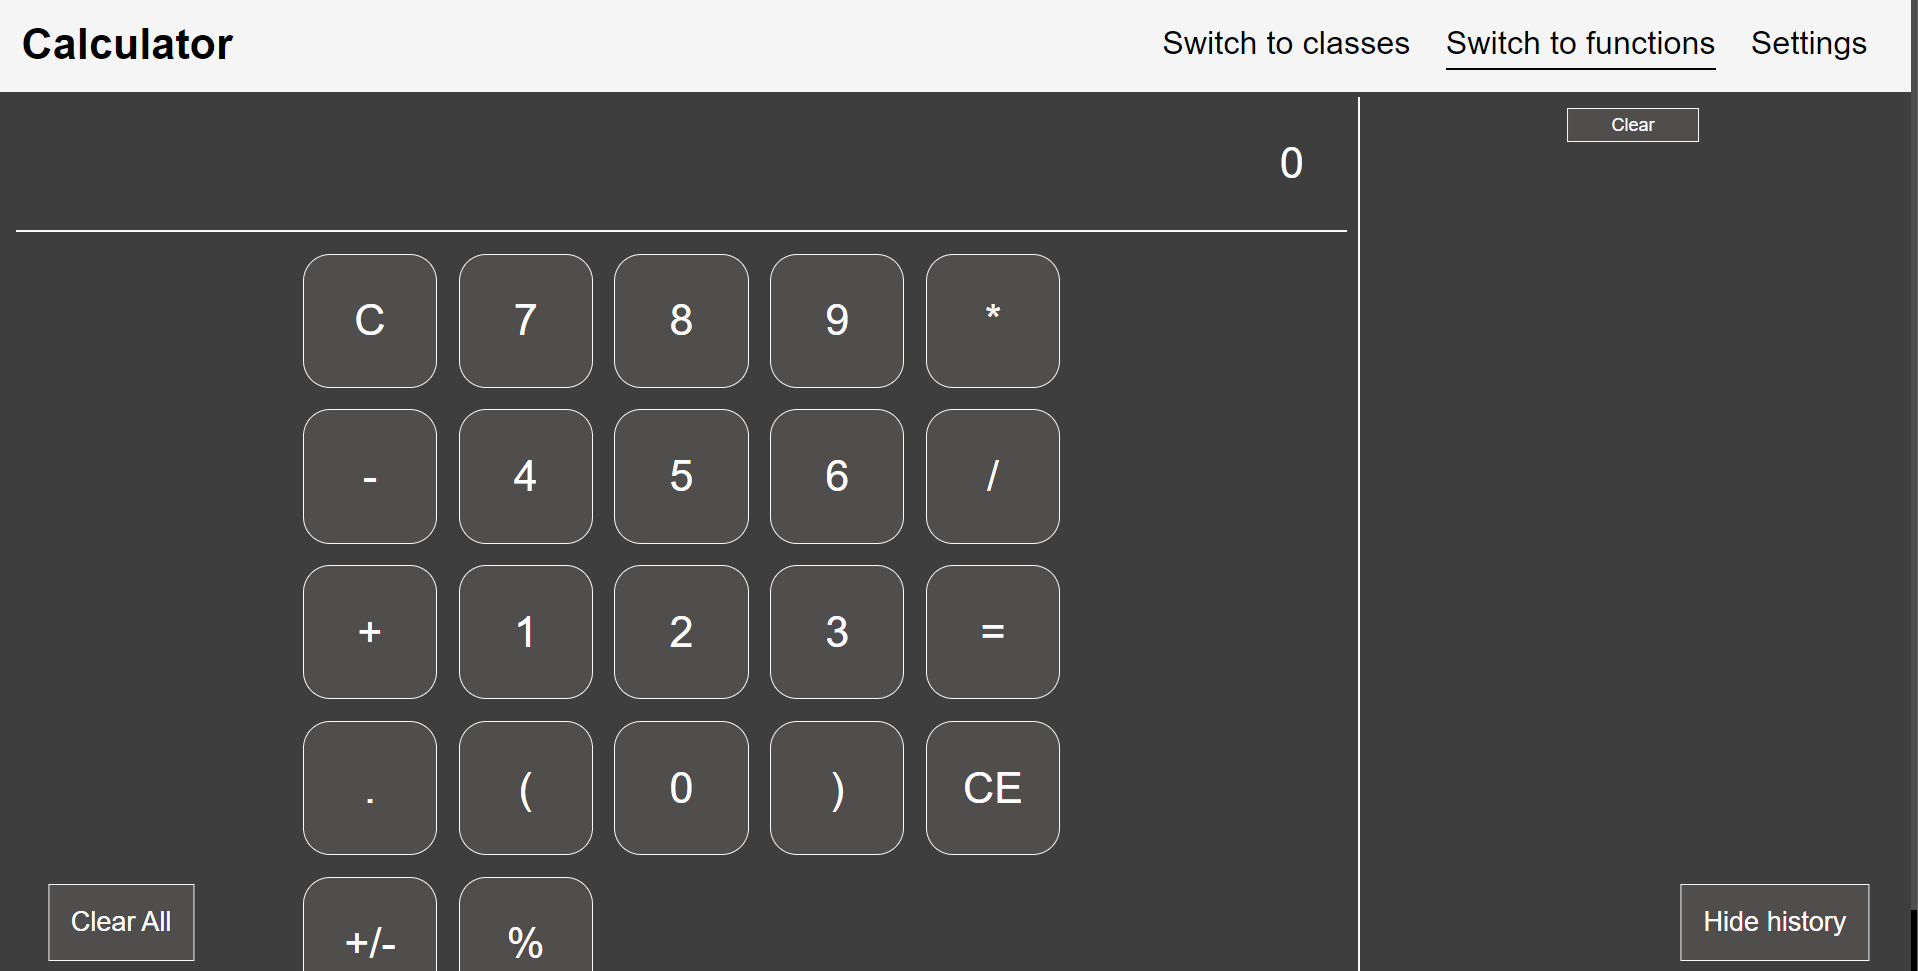 Calculator Switch to classes Switch to functions Settings
Clear
0
C 7 8 9 *
- 4 5 6 /
+ 1 2 3 =
. ( 0 ) CE
Clear All +/- % Hide history